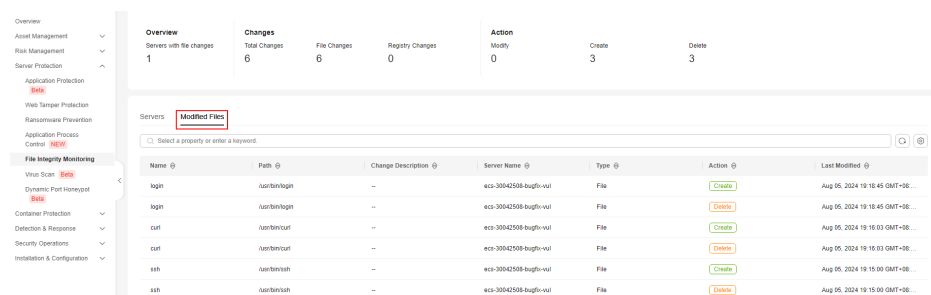 Overview
Asset Management
Risk Management
Server Protection
Application Protection
Beta
Web Tamper Protection
Ransomware Prevention
Application Process
Control NEW
File Integrity Monitoring
Virus Scan Beta
Dynamic Port Honeypot
Beta
Container Protection
Detection & Response
Security Operations
Installation & Configuration
Overview Changes Action
Servers with file changes Total Changes File Changes Registry Changes Modify Create Delete
1 6 6 0 0 3 3
Servers Modified Files
Select a property or enter a keyword.
Name Path Change Description Server Name Type Action Last Modified
login /usr/bin/login -- ecs-30042508-bugfix-vul File Create Aug 05, 2024 19:18:45 GMT+08:...
login /usr/bin/login -- ecs-30042508-bugfix-vul File Delete Aug 05, 2024 19:18:45 GMT+08:...
curl /usr/bin/curl -- ecs-30042508-bugfix-vul File Create Aug 05, 2024 19:16:03 GMT+08:...
curl /usr/bin/curl -- ecs-30042508-bugfix-vul File Delete Aug 05, 2024 19:16:03 GMT+08:...
ssh /usr/bin/ssh -- ecs-30042508-bugfix-vul File Create Aug 05, 2024 19:15:00 GMT+08:...
ssh /usr/bin/ssh -- ecs-30042508-bugfix-vul File Delete Aug 05, 2024 19:15:00 GMT+08:...